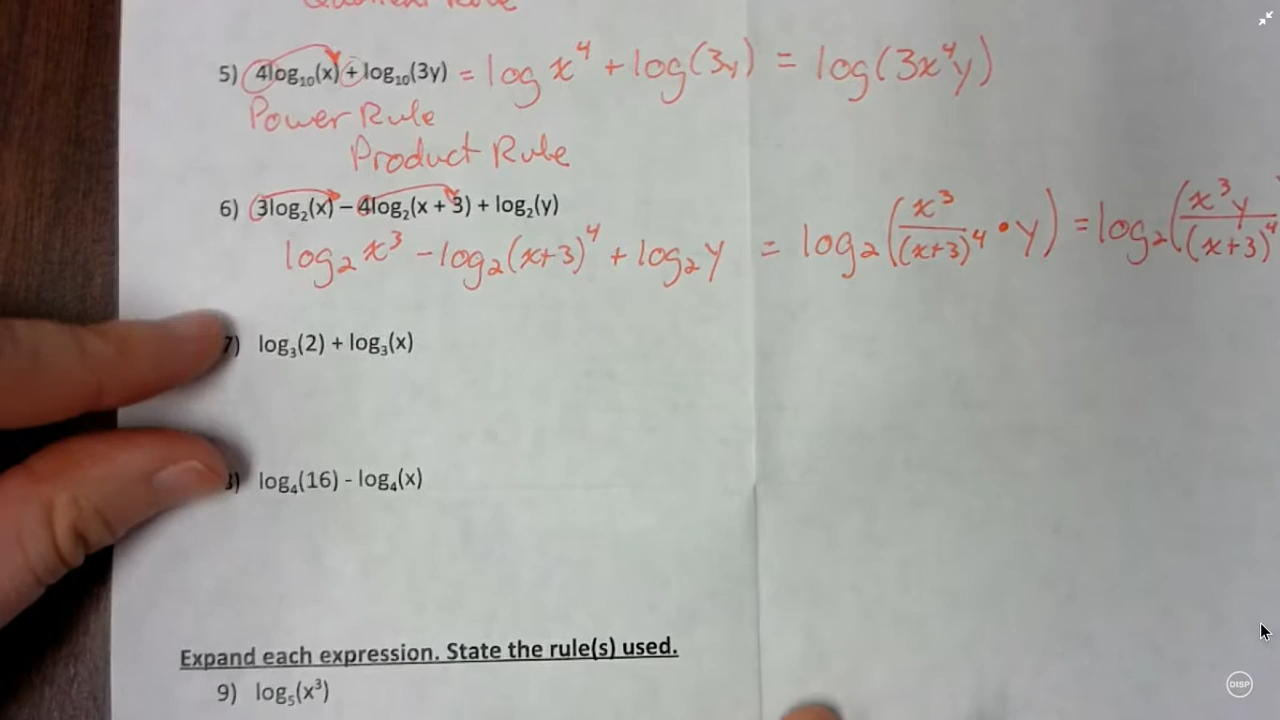 5) 4log₁₀(x) + log₁₀(3y) = log x⁴ + log(3y) = log(3x⁴y)
Power Rule
Product Rule
6) 3log₂(x) – 4log₂(x + 3) + log₂(y)
log₂ x³ - log₂(x+3)⁴ + log₂ y = log₂(x³/(x+3)⁴ • y) = log₂(x³y/(x+3)⁴
7) log₃(2) + log₃(x)
) log₄(16) - log₄(x)
Expand each expression. State the rule(s) used.
9) log₅(x³)
DISP